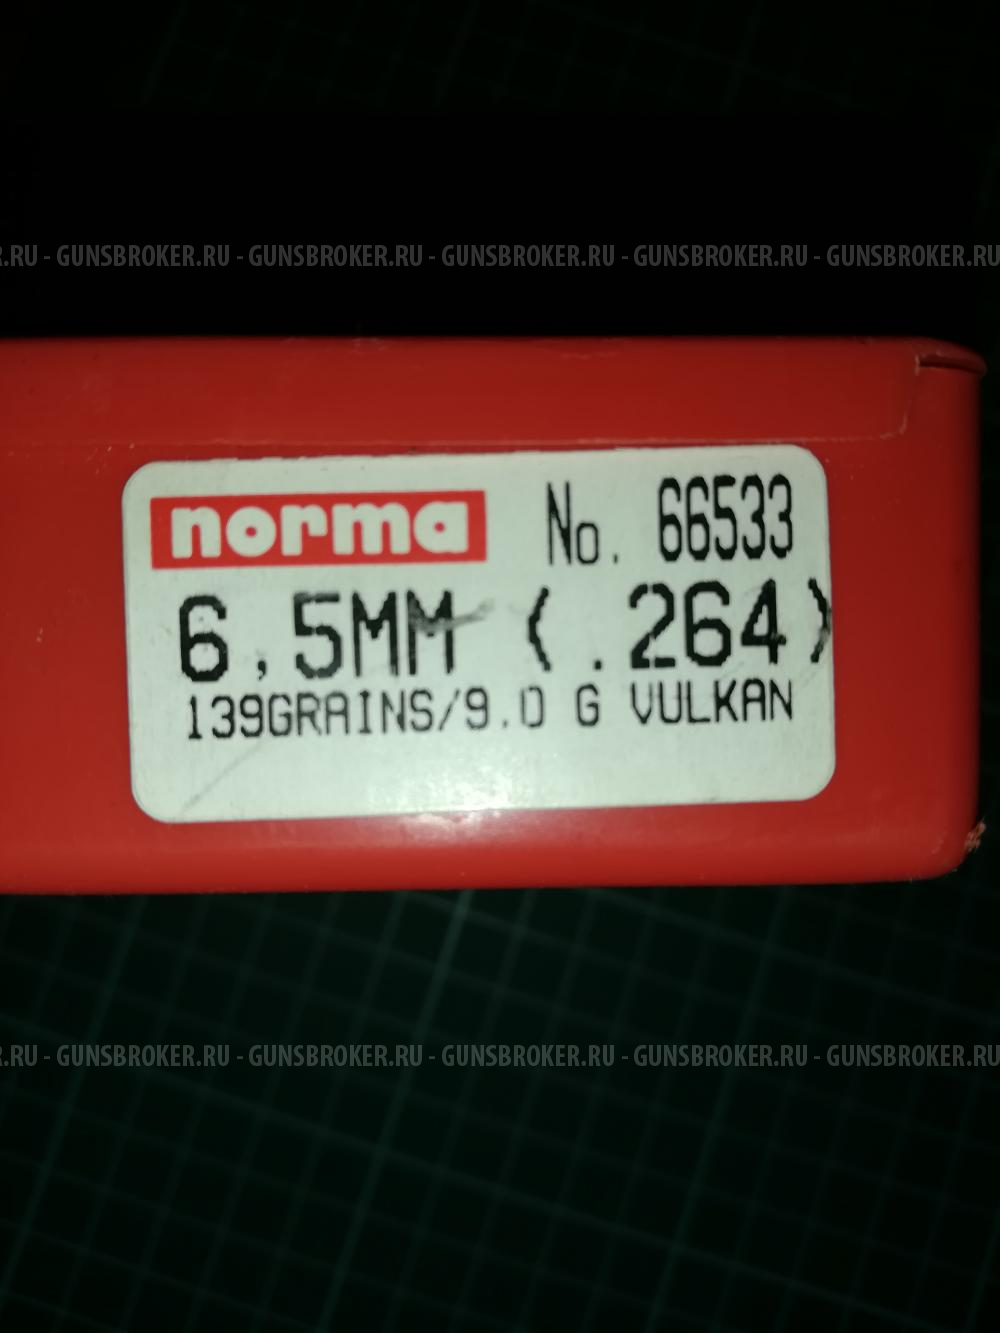 .RU - GUNSBROKER.RU - GUNSBROKER.RU - GUNSBROKER.RU - GUNSBROKER.RU - GUNSBROKER.RU
norma No. 66533
6,5MM (.264)
139GRAINS/9.0 G VULKAN
.RU - GUNSBROKER.RU - GUNSBROKER.RU - GUNSBROKER.RU - GUNSBROKER.RU - GUNSBROKER.RU